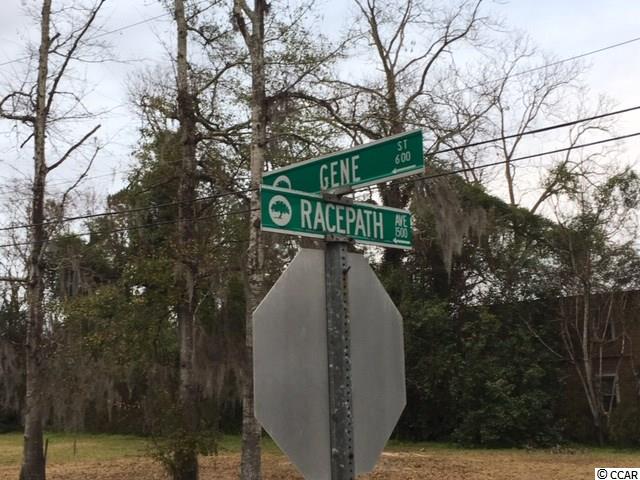 GENE ST 600
RACEPATH AVE 1500
© CCAR